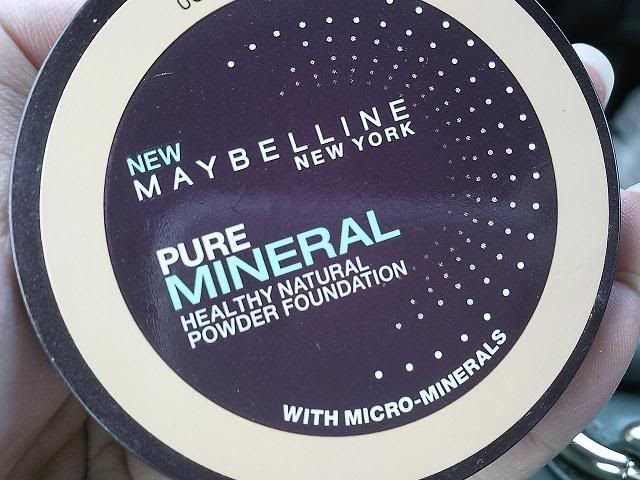 NEW
MAYBELLINE
NEW YORK
PURE
MINERAL
HEALTHY NATURAL
POWDER FOUNDATION
WITH MICRO-MINERALS